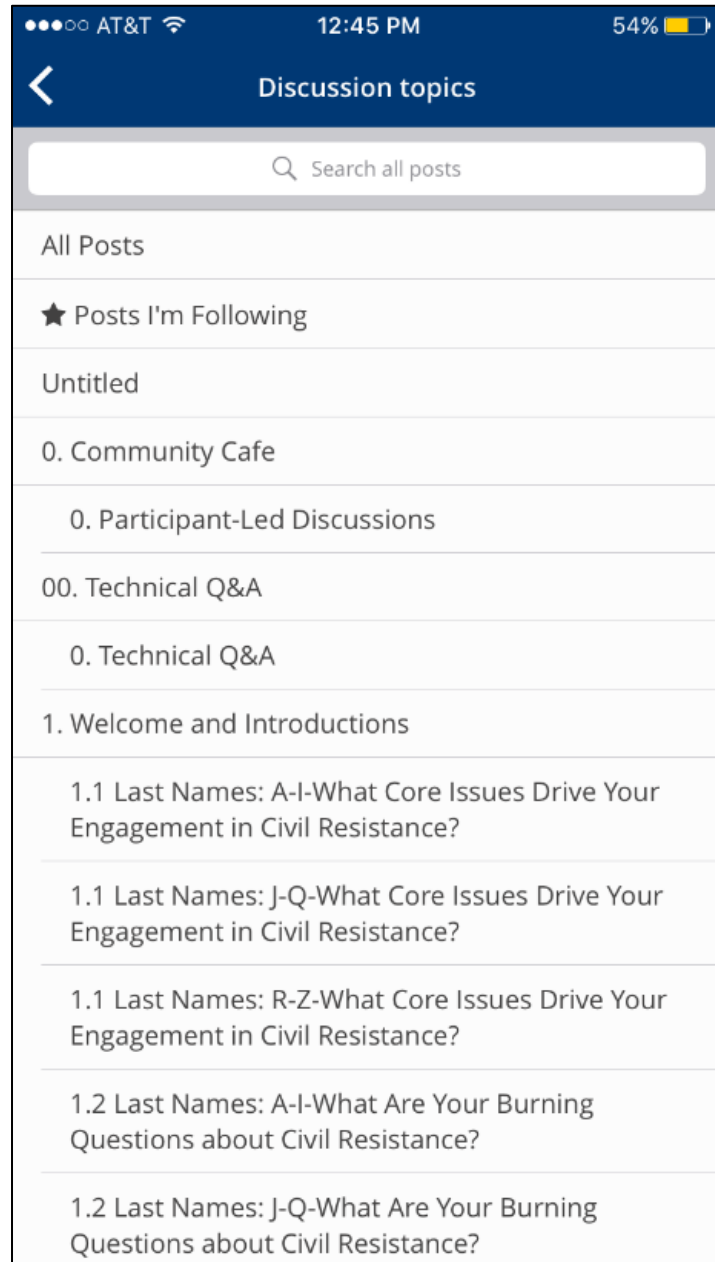 AT&T 12:45 PM 54%
Discussion topics
Search all posts
All Posts
Posts I'm Following
Untitled
0. Community Cafe
0. Participant-Led Discussions
00. Technical Q&A
0. Technical Q&A
1. Welcome and Introductions
1.1 Last Names: A-I-What Core Issues Drive Your
Engagement in Civil Resistance?
1.1 Last Names: J-Q-What Core Issues Drive Your
Engagement in Civil Resistance?
1.1 Last Names: R-Z-What Core Issues Drive Your
Engagement in Civil Resistance?
1.2 Last Names: A-I-What Are Your Burning
Questions about Civil Resistance?
1.2 Last Names: J-Q-What Are Your Burning
Questions about Civil Resistance?